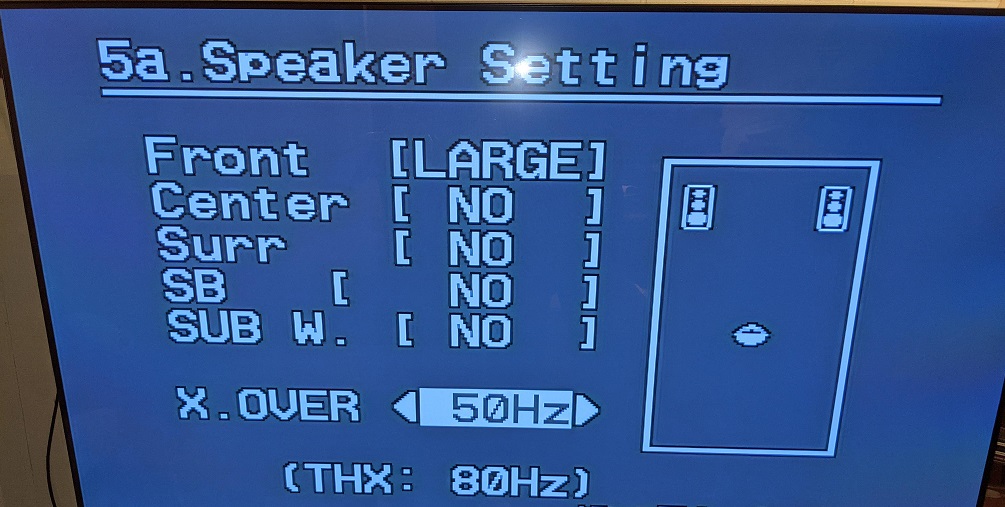 5a.Speaker Setting
Front [LARGE]
Center [ NO ]
Surr [ NO ]
SB [ NO ]
SUB W. [ NO ]
X.OVER 50Hz
(THX: 80Hz)